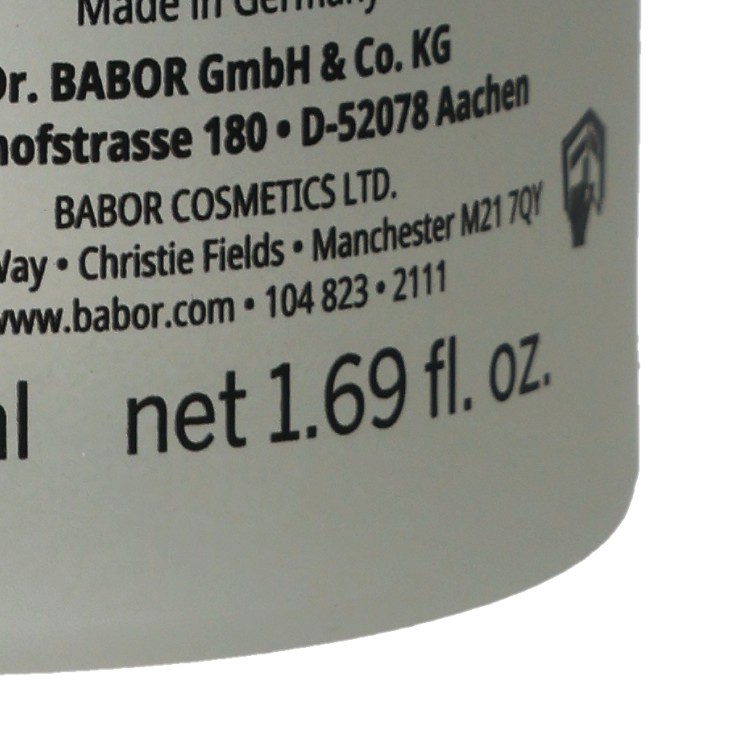 Made in Germany
Dr. BABOR GmbH & Co. KG
hofstrasse 180 • D-52078 Aachen
BABOR COSMETICS LTD.
Way • Christie Fields • Manchester M21 7QY
www.babor.com • 104 823 • 2111
ml net 1.69 fl. oz.